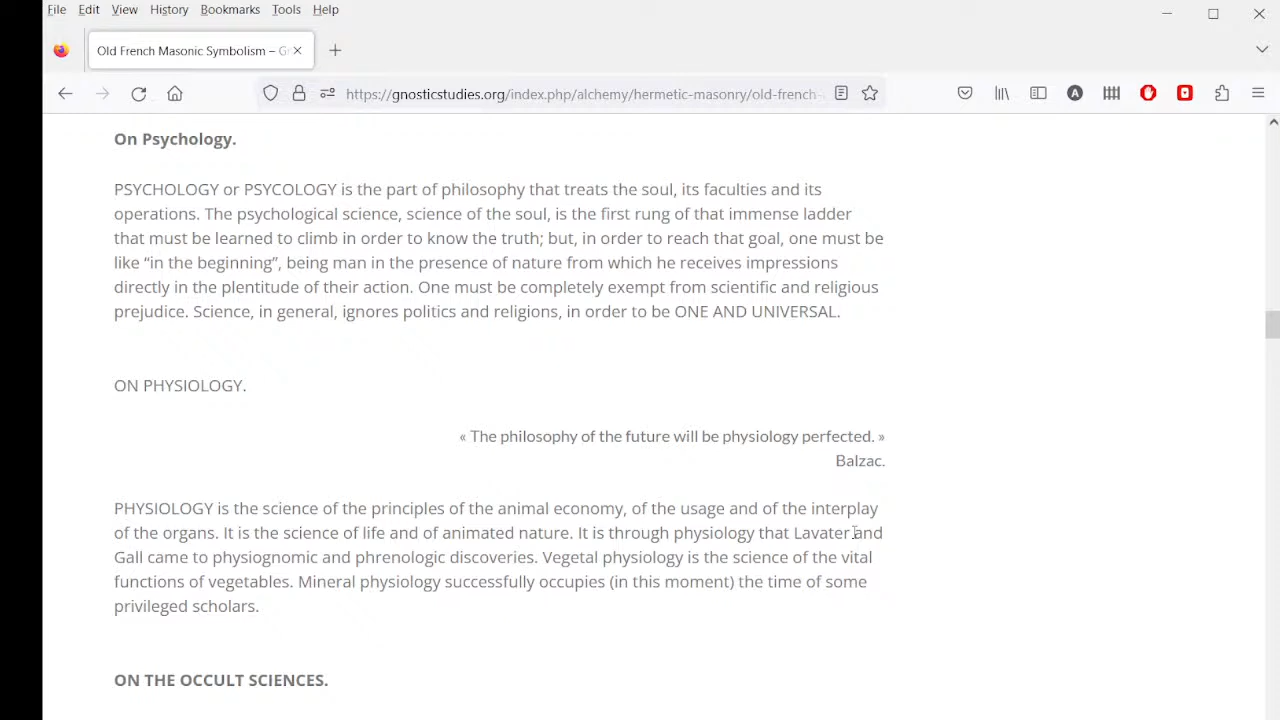 File Edit View History Bookmarks Tools Help
Old French Masonic Symbolism – G
https://gnosticstudies.org/index.php/alchemy/hermetic-masonry/old-french-
On Psychology.
PSYCHOLOGY or PSYCOLOGY is the part of philosophy that treats the soul, its faculties and its
operations. The psychological science, science of the soul, is the first rung of that immense ladder
that must be learned to climb in order to know the truth; but, in order to reach that goal, one must be
like “in the beginning”, being man in the presence of nature from which he receives impressions
directly in the plentitude of their action. One must be completely exempt from scientific and religious
prejudice. Science, in general, ignores politics and religions, in order to be ONE AND UNIVERSAL.
ON PHYSIOLOGY.
« The philosophy of the future will be physiology perfected. »
Balzac.
PHYSIOLOGY is the science of the principles of the animal economy, of the usage and of the interplay
of the organs. It is the science of life and of animated nature. It is through physiology that Lavater and
Gall came to physiognomic and phrenologic discoveries. Vegetal physiology is the science of the vital
functions of vegetables. Mineral physiology successfully occupies (in this moment) the time of some
privileged scholars.
ON THE OCCULT SCIENCES.